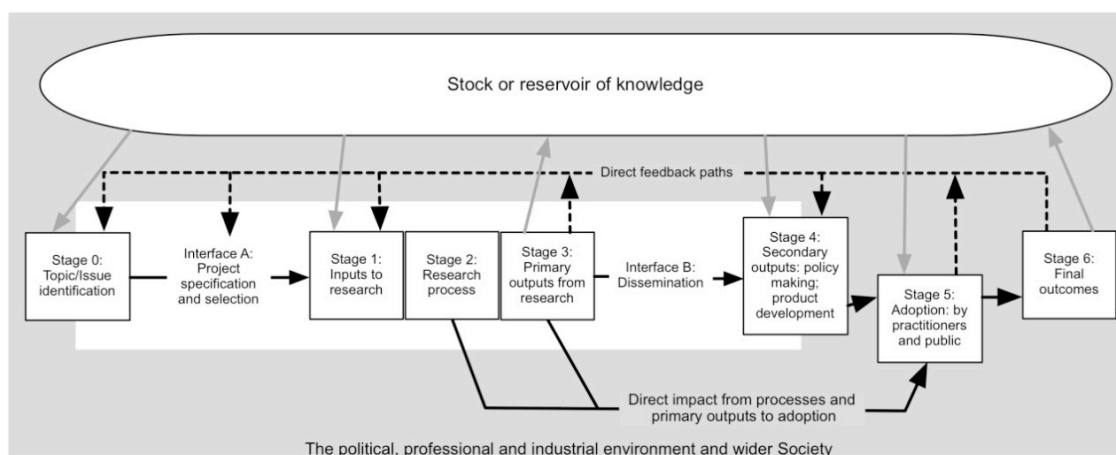 Stock or reservoir of knowledge
Direct feedback paths
Stage 0:
Topic/Issue
identification
Interface A:
Project
specification
and selection
Stage 1:
Inputs to
research
Stage 2:
Research
process
Stage 3:
Primary
outputs from
research
Interface B:
Dissemination
Stage 4:
Secondary
outputs: policy
making;
product
development
Stage 5:
Adoption: by
practitioners
and public
Stage 6:
Final
outcomes
Direct impact from processes and
primary outputs to adoption
The political, professional and industrial environment and wider Society